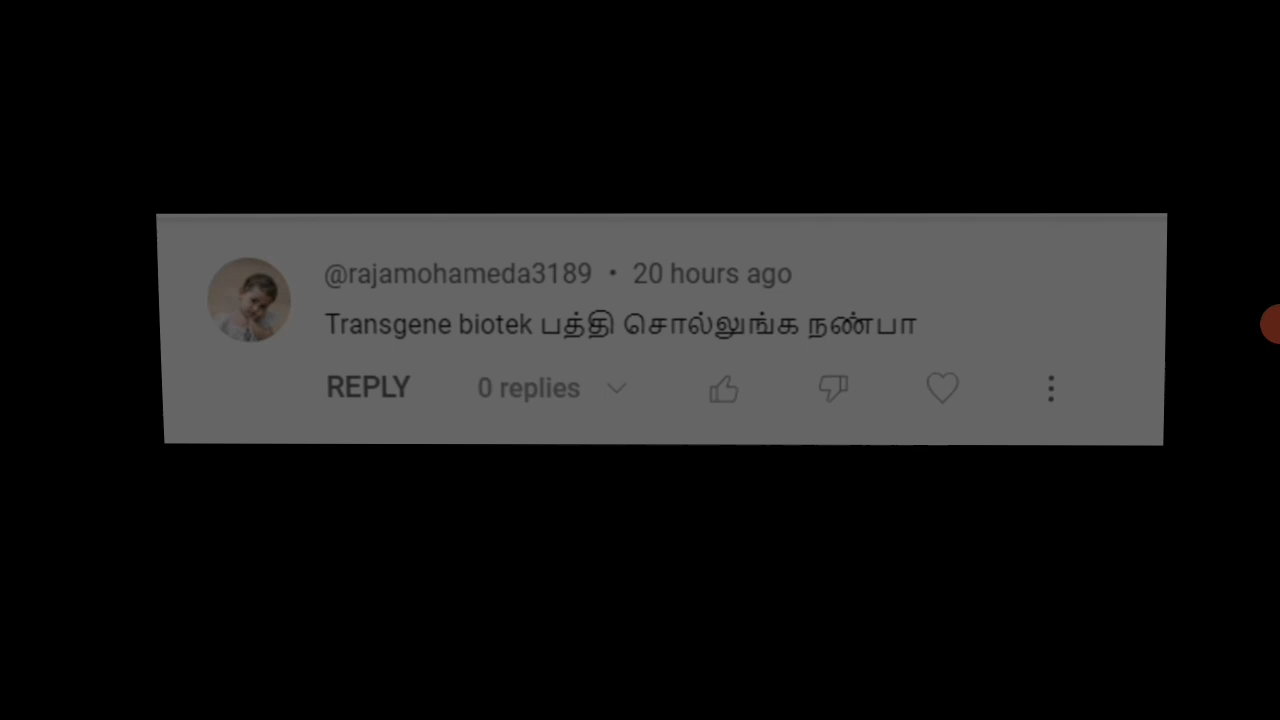 @rajamohameda3189 • 20 hours ago
Transgene biotek பத்தி சொல்லுங்க நண்பா
REPLY 0 replies